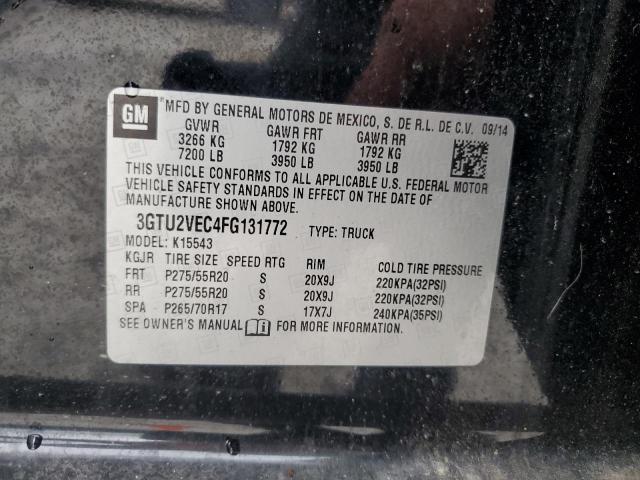 GM
"MFD BY GENERAL MOTORS DE MEXICO, S. DE R.L. DE C.V. 09/14
GVWR GAWR FRT GAWR RR
3266 KG 1792 KG 1792 KG
7200 LB 3950 LB 3950 LB
THIS VEHICLE CONFORMS TO ALL APPLICABLE U.S. FEDERAL MOTOR
VEHICLE SAFETY STANDARDS IN EFFECT ON THE DATE OF
MANUFACTURE SHOWN ABOVE.
3GTU2VEC4FG131772 TYPE: TRUCK
MODEL: K15543
KGJR TIRE SIZE SPEED RTG RIM COLD TIRE PRESSURE
FRT P275/55R20 S 20X9J 220KPA(32PSI)
RR P275/55R20 S 20X9J 220KPA(32PSI)
SPA P265/70R17 S 17X7J 240KPA(35PSI)
SEE OWNER'S MANUAL FOR MORE INFORMATION.